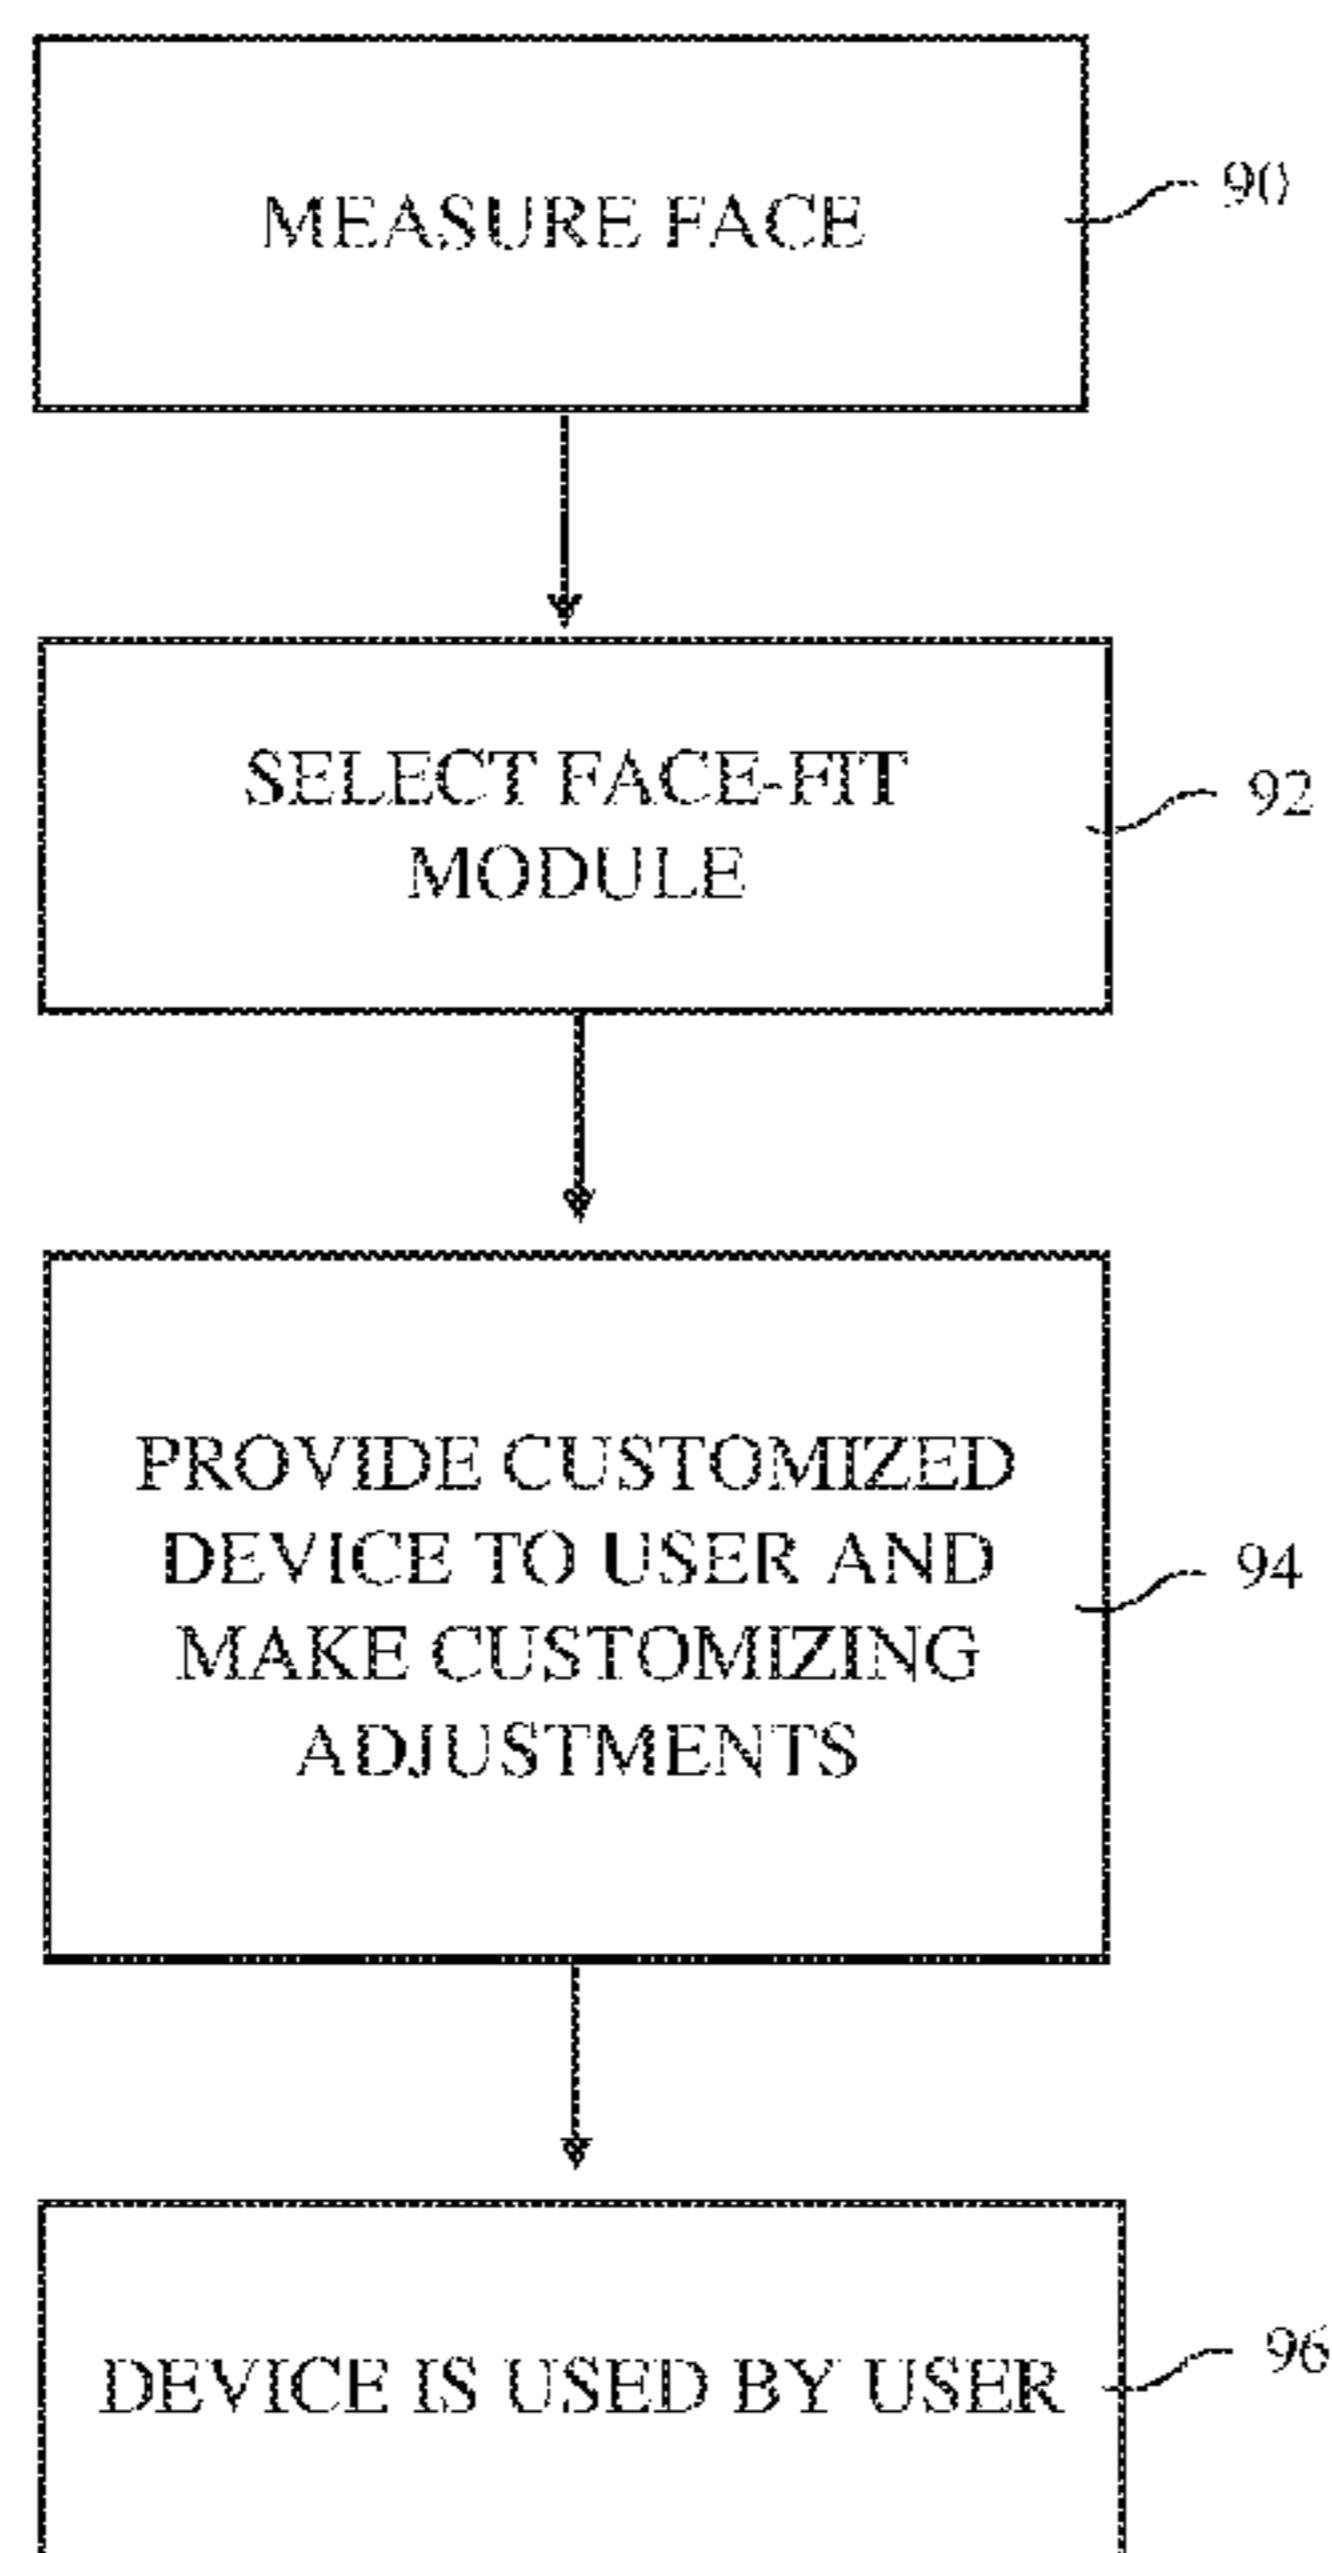 MEASURE FACE
90
SELECT FACE-FIT
MODULE
92
PROVIDE CUSTOMIZED
DEVICE TO USER AND
MAKE CUSTOMIZING
ADJUSTMENTS
94
DEVICE IS USED BY USER
96